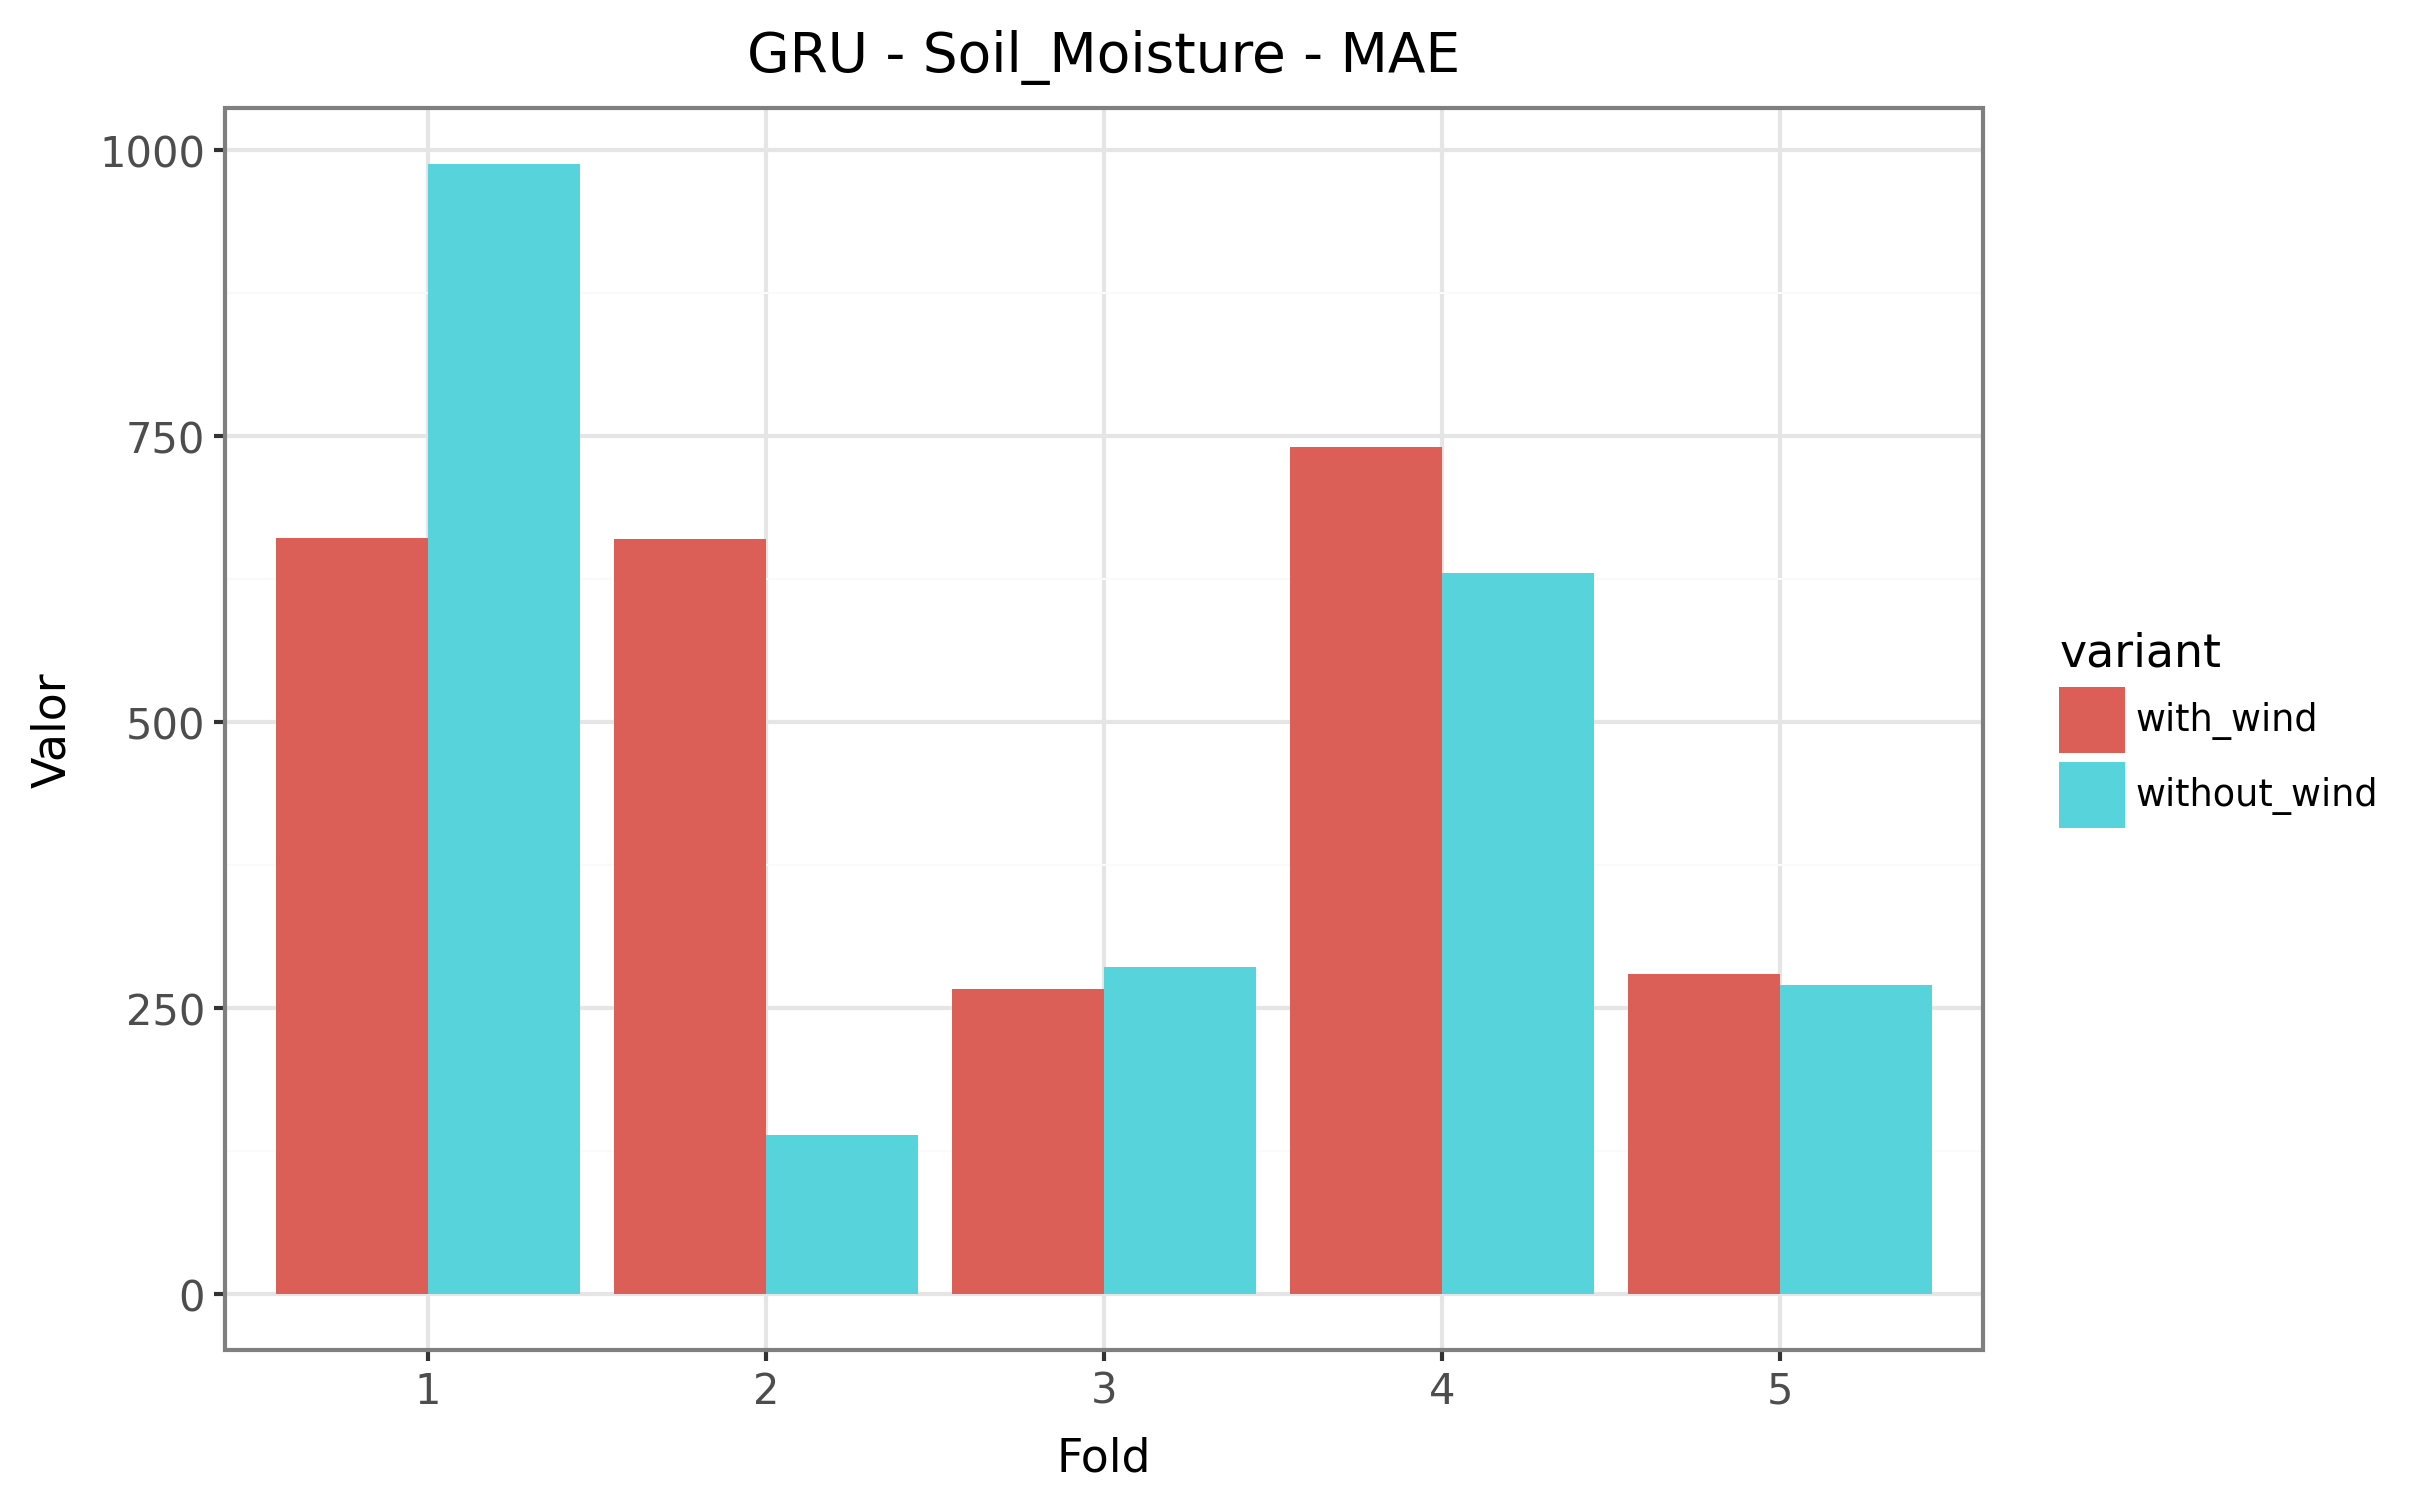 GRU - Soil_Moisture - MAE
1000
750
500
250
0
Valor
1 2 3 4 5
Fold
variant
with_wind
without_wind